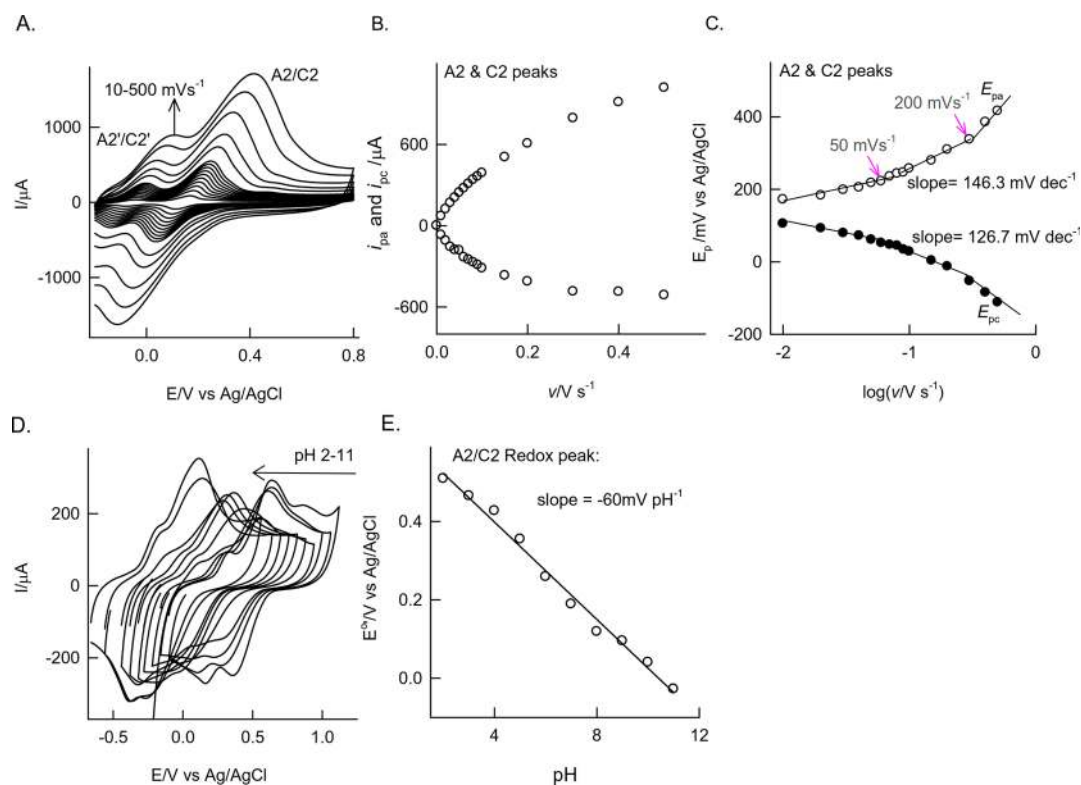 A.
A2/C2
10-500 mVs⁻¹
A2'/C2'
1000
0
-1000
I/µA
0.0
0.4
0.8
E/V vs Ag/AgCl
B.
A2 & C2 peaks
600
0
-600
iₚₐ and iₚ꜀ /µA
0.0
0.2
0.4
v/V s⁻¹
C.
A2 & C2 peaks
Eₚₐ
200 mVs⁻¹
50 mVs⁻¹
slope= 146.3 mV dec⁻¹
slope= 126.7 mV dec⁻¹
Eₚ꜀
400
200
0
-200
Eₚ/mV vs Ag/AgCl
-2
-1
0
log(v/V s⁻¹)
D.
pH 2-11
200
0
-200
I/µA
-0.5
0.0
0.5
1.0
E/V vs Ag/AgCl
E.
A2/C2 Redox peak:
slope = -60mV pH⁻¹
0.4
0.2
0.0
/V vs Ag/AgCl
4
8
12
pH